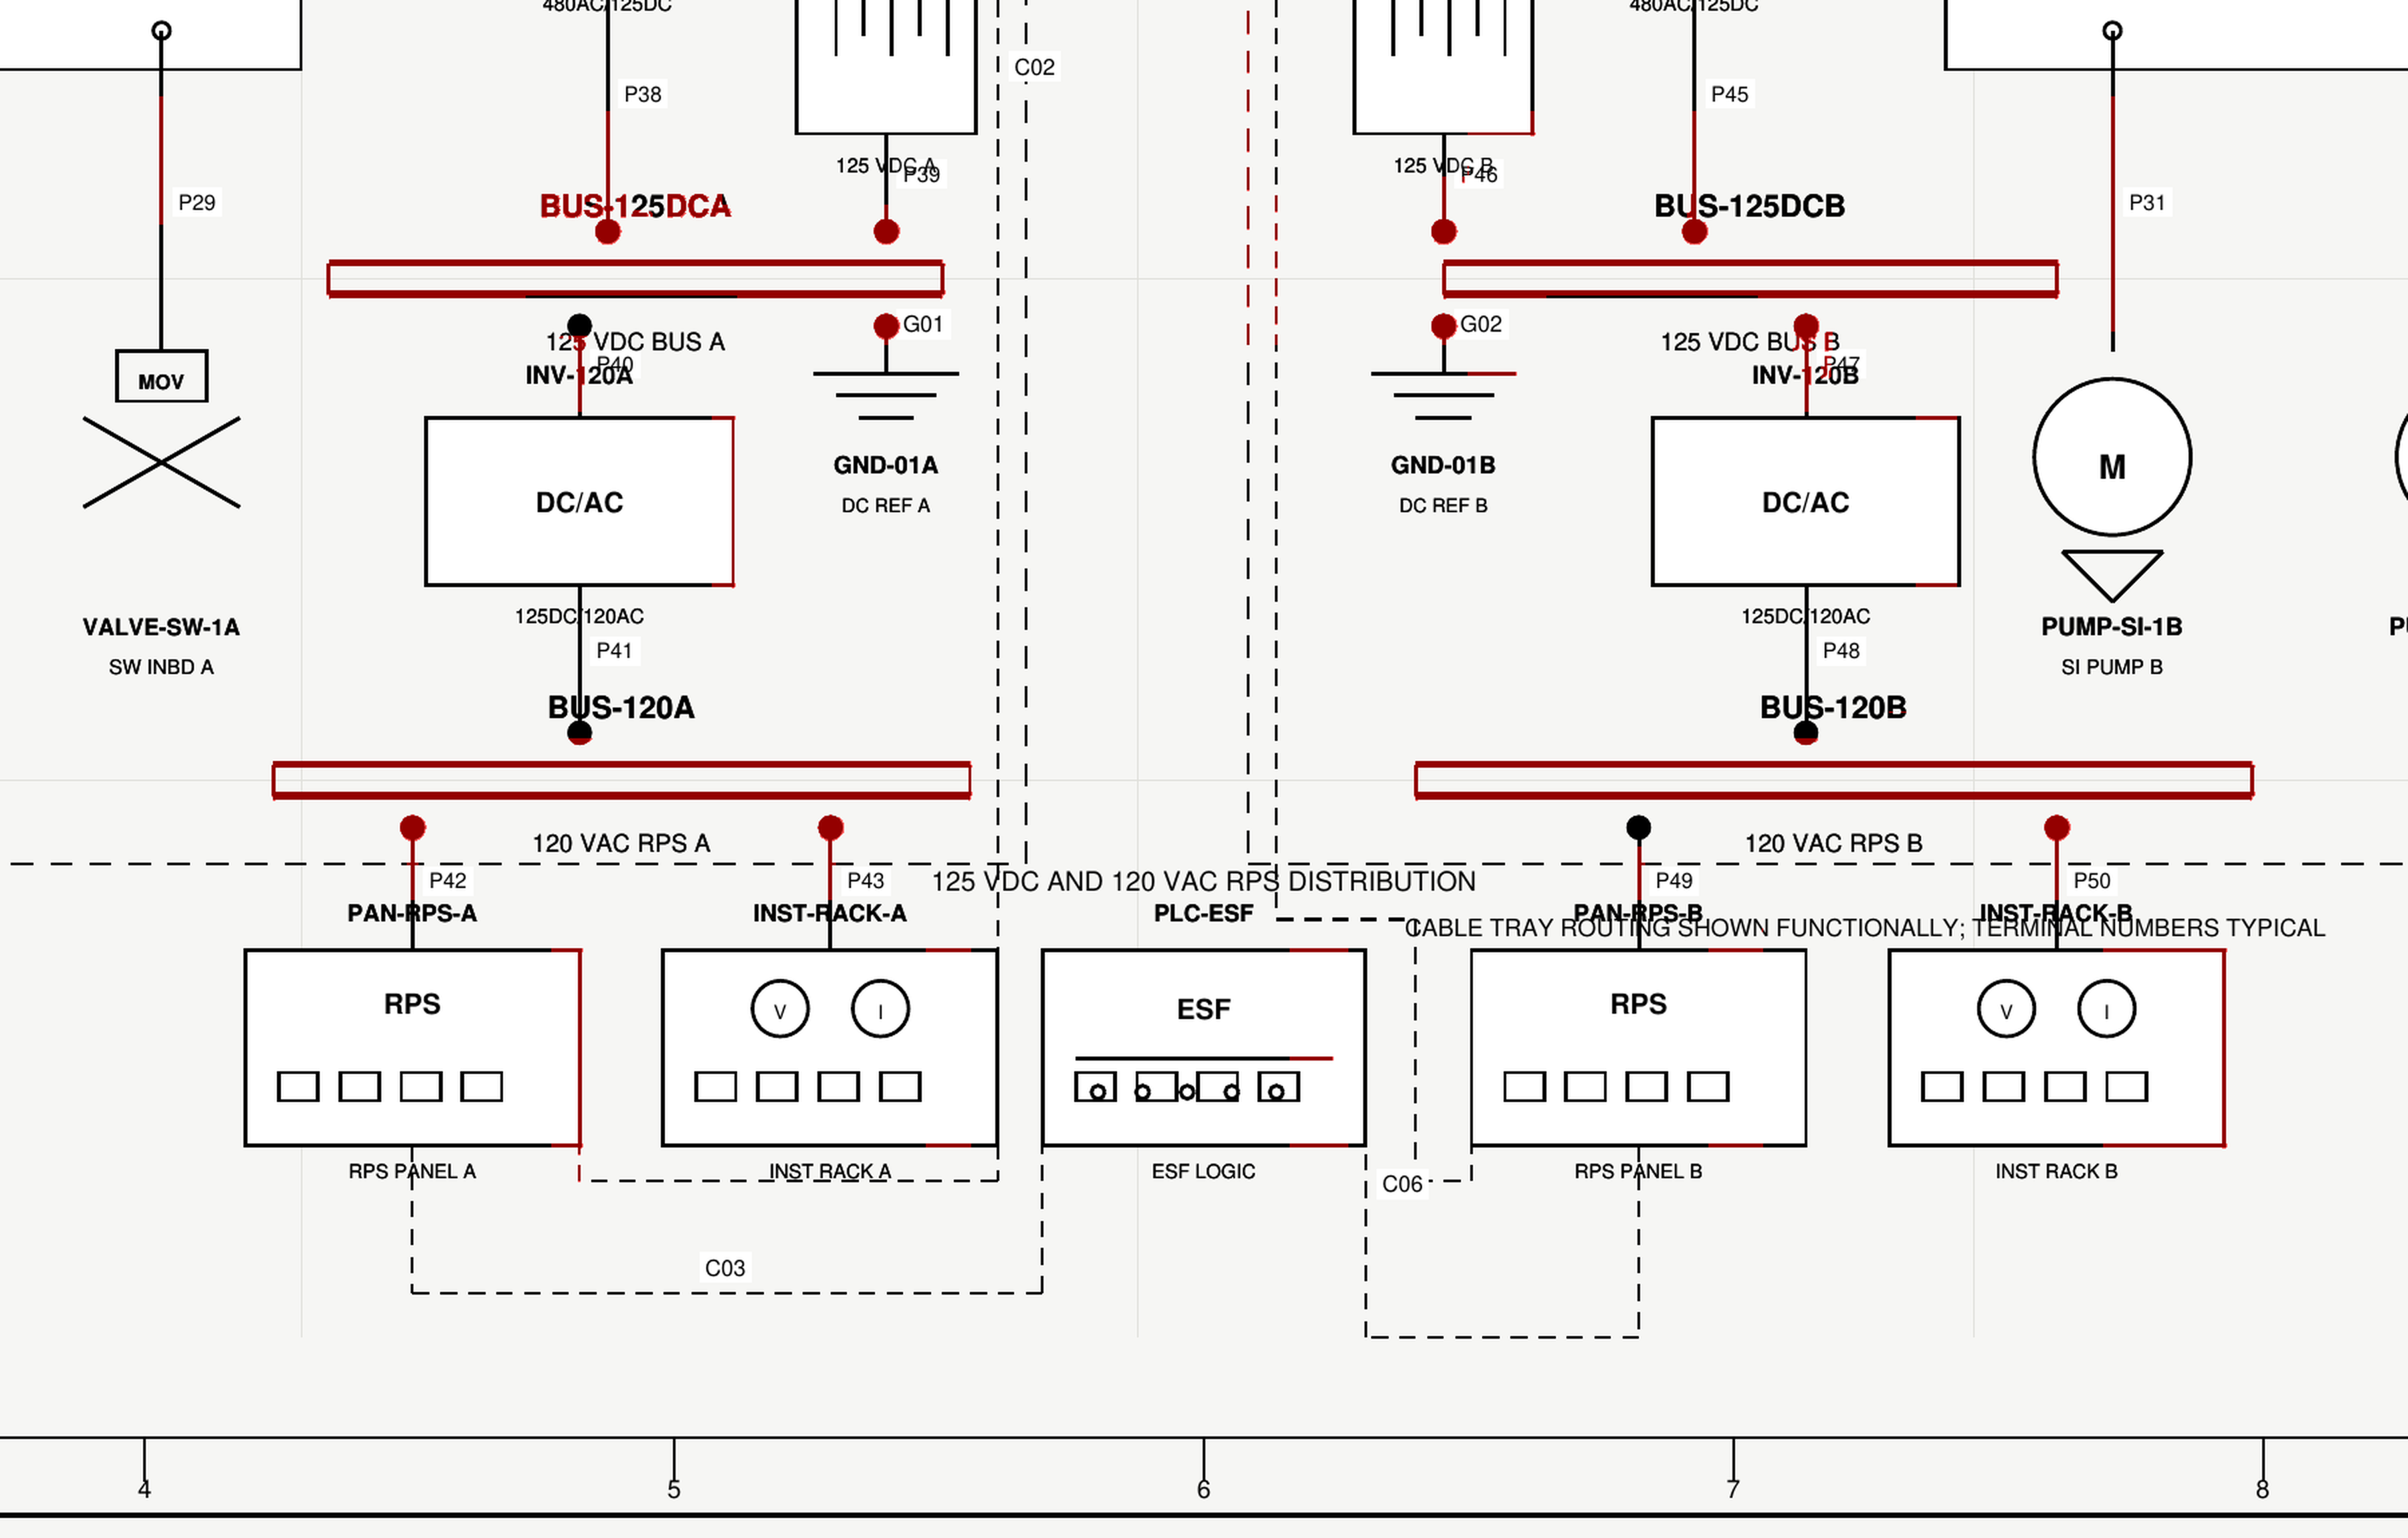 480AC/125DC
480AC/125DC
C02
P38
P45
125 VDC A
P39
125 VDC B
P46
P29
BUS-125DCA
BUS-125DCB
P31
G01
G02
125 VDC BUS A
125 VDC BUS B
P40
P47
INV-120A
INV-120B
MOV
GND-01A
GND-01B
M
DC/AC
DC REF A
DC REF B
DC/AC
125DC/120AC
125DC/120AC
VALVE-SW-1A
PUMP-SI-1B
P41
P48
SW INBD A
SI PUMP B
BUS-120A
BUS-120B
120 VAC RPS A
120 VAC RPS B
P42
P43
125 VDC AND 120 VAC RPS DISTRIBUTION
P49
P50
PAN-RPS-A
INST-RACK-A
PLC-ESF
PAN-RPS-B
INST-RACK-B
CABLE TRAY ROUTING SHOWN FUNCTIONALLY; TERMINAL NUMBERS TYPICAL
RPS
V
I
ESF
RPS
V
I
RPS PANEL A
INST RACK A
ESF LOGIC
C06
RPS PANEL B
INST RACK B
C03
4
5
6
7
8